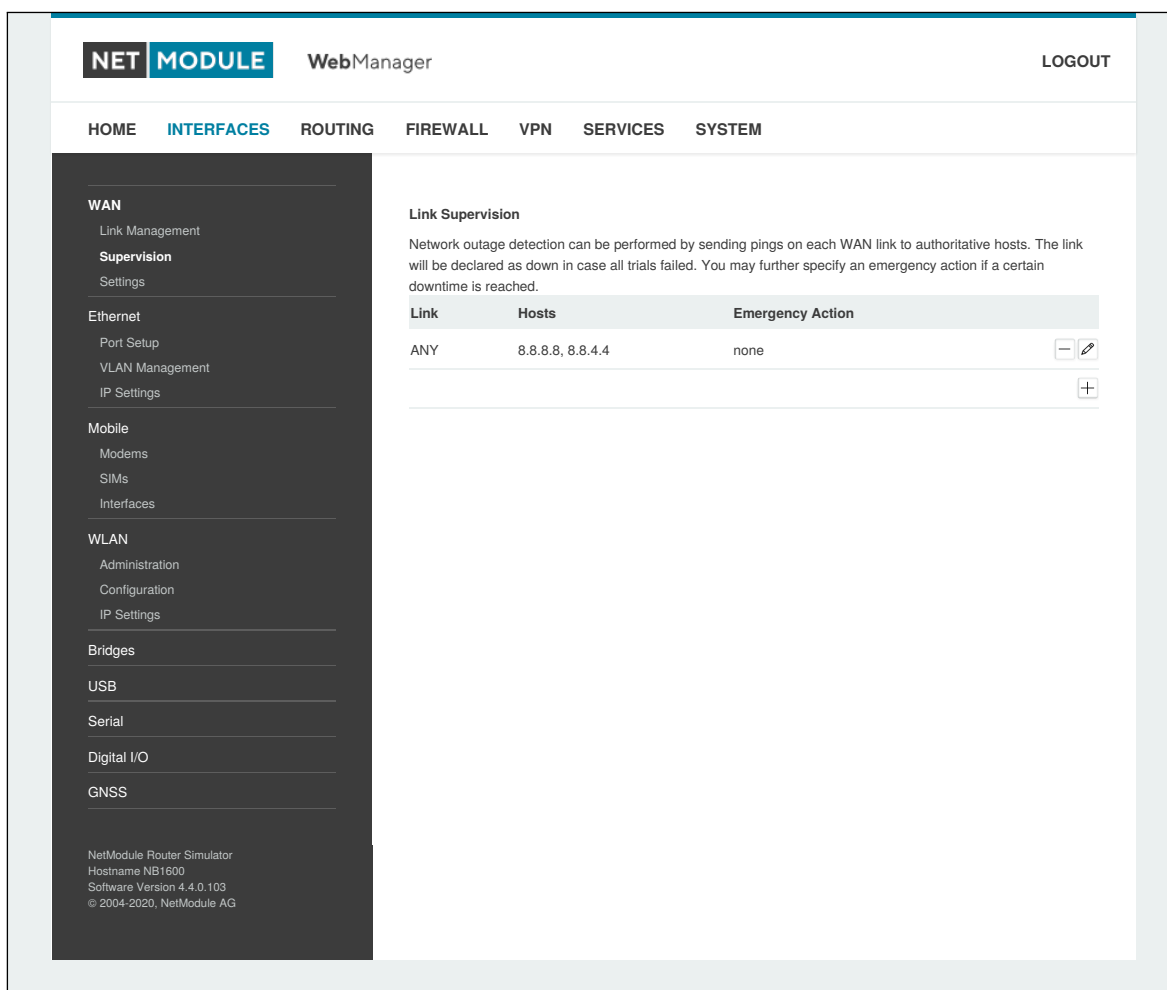 NET MODULE WebManager LOGOUT
HOME INTERFACES ROUTING FIREWALL VPN SERVICES SYSTEM
WAN
Link Management
Supervision
Settings
Ethernet
Port Setup
VLAN Management
IP Settings
Mobile
Modems
SIMs
Interfaces
WLAN
Administration
Configuration
IP Settings
Bridges
USB
Serial
Digital I/O
GNSS
NetModule Router Simulator
Hostname NB1600
Software Version 4.4.0.103
© 2004-2020, NetModule AG
Link Supervision
Network outage detection can be performed by sending pings on each WAN link to authoritative hosts. The link
will be declared as down in case all trials failed. You may further specify an emergency action if a certain
downtime is reached.
Link Hosts Emergency Action
ANY 8.8.8.8, 8.8.4.4 none